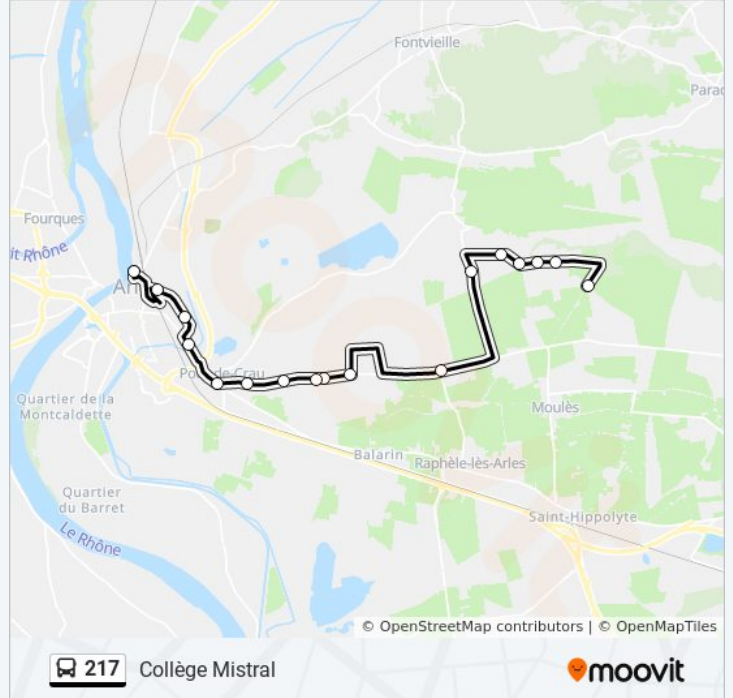 Fontvieille
Parad
Fourques
it Rhône
Pont-de-Crau
Quartier de la
Montcaldette
Moulès
Balarin
Raphèle-lès-Arles
Quartier
du Barret
Saint-Hippolyte
Le Rhône
© OpenStreetMap contributors | © OpenMapTiles
217 Collège Mistral
moovit